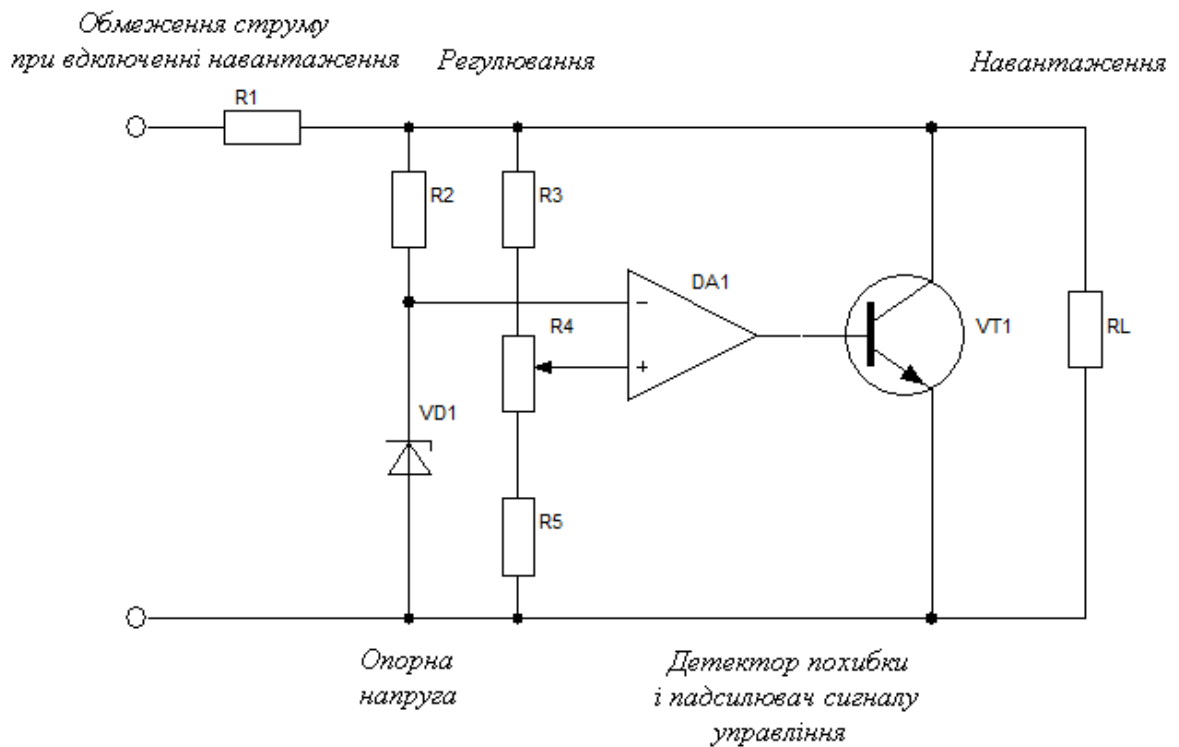 Обмеження струму
при вдключенні навантаження
Регулювання
Навантаження
R1
R2
R3
DA1
R4
VT1
RL
VD1
R5
Опорна
напруга
Детектор похибки
і падсилювач сигналу
управління